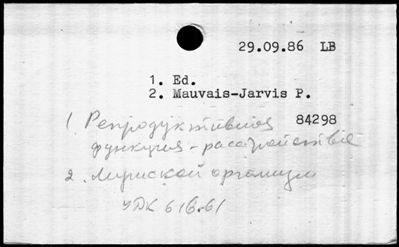 29.09.86 LB
1. Ed.
2. Mauvais-Jarvis P.
84298
1. Репродуктивная
функция - расстройства
2. Мужской организм
УДК 616.61